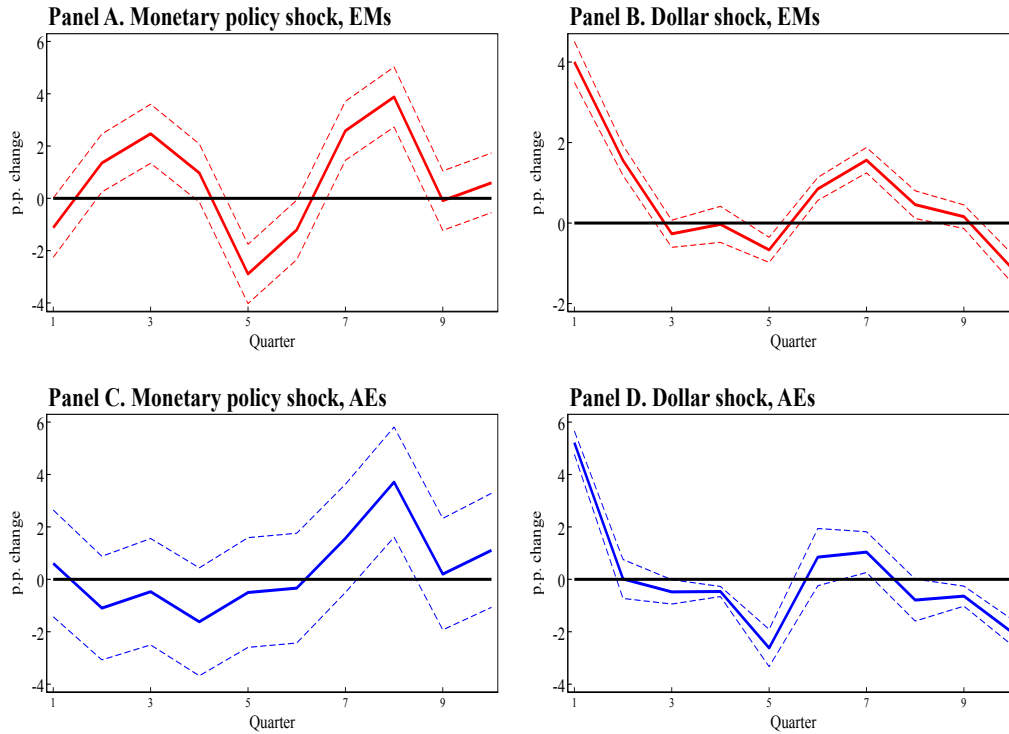 Panel A. Monetary policy shock, EMs
p.p. change
6
4
2
0
-2
-4
1 3 5 7 9
Quarter
Panel B. Dollar shock, EMs
p.p. change
4
2
0
-2
1 3 5 7 9
Quarter
Panel C. Monetary policy shock, AEs
p.p. change
6
4
2
0
-2
-4
1 3 5 7 9
Quarter
Panel D. Dollar shock, AEs
p.p. change
6
4
2
0
-2
-4
1 3 5 7 9
Quarter